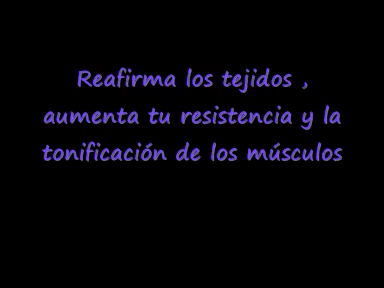 Reafirma los tejidos ,
aumenta tu resistencia y la
tonificación de los músculos